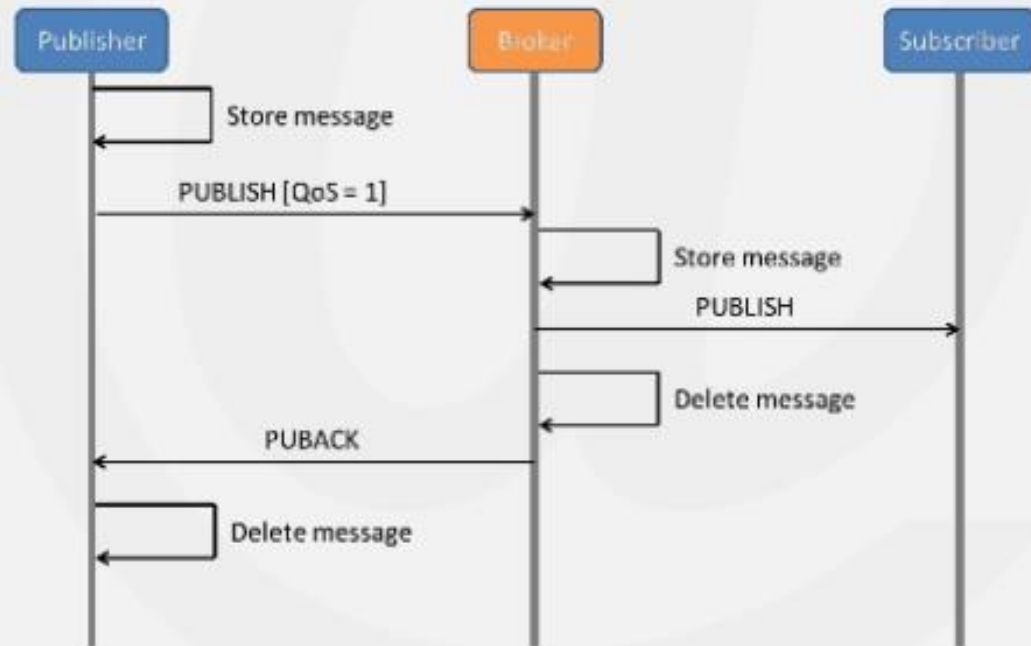 Publisher
Broker
Subscriber
Store message
PUBLISH [QoS = 1]
Store message
PUBLISH
Delete message
PUBACK
Delete message